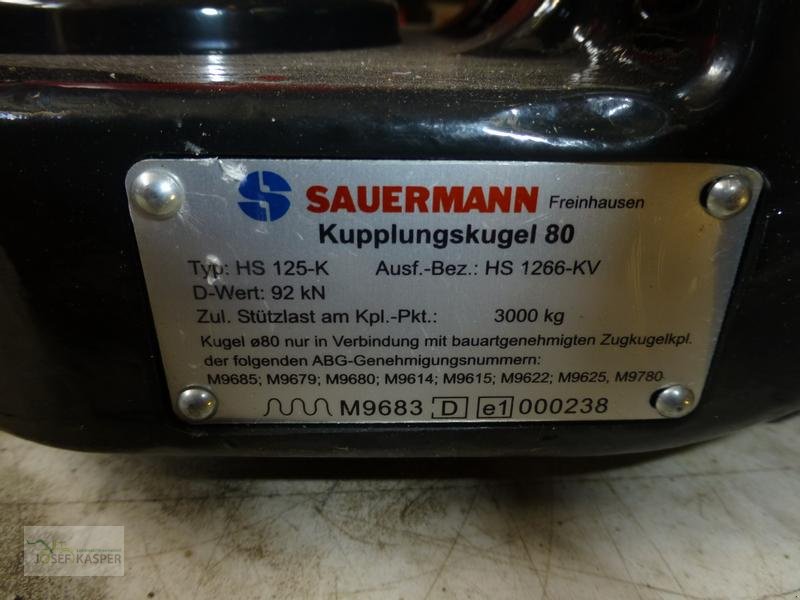 SAUERMANN Freinhausen
Kupplungskugel 80
Typ: HS 125-K Ausf.-Bez.: HS 1266-KV
D-Wert: 92 kN
Zul. Stützlast am Kpl.-Pkt.: 3000 kg
Kugel ø80 nur in Verbindung mit bauartgenehmigten Zugkugelkpl.
der folgenden ABG-Genehmigungsnummern:
M9685; M9679; M9680; M9614; M9615; M9622; M9625, M9780
M9683 D e1 000238
JOSEF KASPER